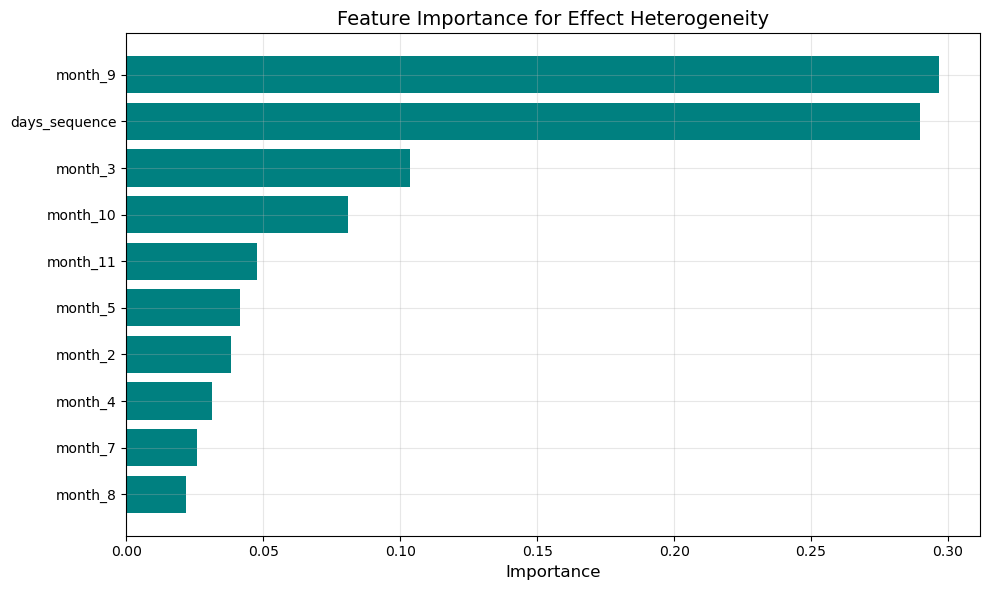 Feature Importance for Effect Heterogeneity
month_9
days_sequence
month_3
month_10
month_11
month_5
month_2
month_4
month_7
month_8
0.00 0.05 0.10 0.15 0.20 0.25 0.30
Importance